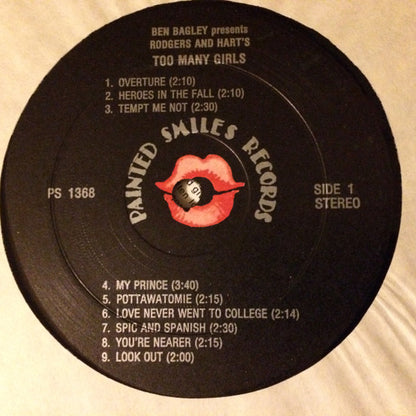 BEN BAGLEY presents
RODGERS AND HART'S
TOO MANY GIRLS
1. OVERTURE (2:10)
2. HEROES IN THE FALL (2:10)
3. TEMPT ME NOT (2:30)
PAINTED SMILES RECORDS
PS 1368
SIDE 1
STEREO
4. MY PRINCE (3:40)
5. POTTAWATOMIE (2:15)
6. LOVE NEVER WENT TO COLLEGE (2:14)
7. SPIC AND SPANISH (2:30)
8. YOU'RE NEARER (2:15)
9. LOOK OUT (2:00)